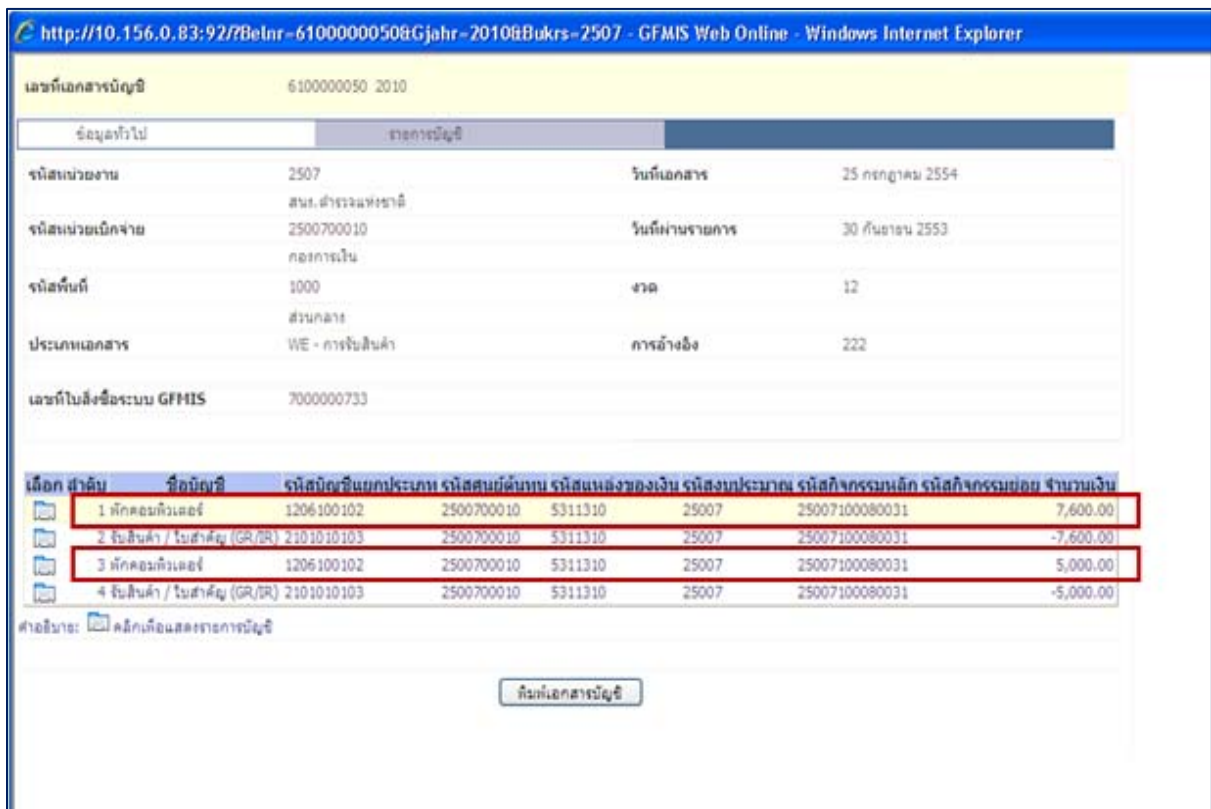 http://10.156.0.83:92/?Belnr=6100000050&Gjahr=2010&Bukrs=2507 - GFMIS Web Online - Windows Internet Explorer
เลขที่เอกสารบัญชี 6100000050 2010
ข้อมูลทั่วไป รายการบัญชี
รหัสหน่วยงาน 2507 วันที่เอกสาร 25 กรกฎาคม 2554
สนง.ตำรวจแห่งชาติ
รหัสหน่วยเบิกจ่าย 2500700010 วันที่ผ่านรายการ 30 กันยายน 2553
กองการเงิน
รหัสพื้นที่ 1000 งวด 12
ส่วนกลาง
ประเภทเอกสาร WE - การรับสินค้า การอ้างอิง 222
เลขที่ใบสั่งซื้อระบบ GFMIS 7000000733
เลือก ลำดับ ชื่อบัญชี รหัสบัญชีแยกประเภท รหัสศูนย์ต้นทุน รหัสแหล่งของเงิน รหัสงบประมาณ รหัสกิจกรรมหลัก รหัสกิจกรรมย่อย จำนวนเงิน
1 พักคอมพิวเตอร์ 1206100102 2500700010 5311310 25007 25007100080031 7,600.00
2 รับสินค้า / ใบสำคัญ (GR/IR) 2101010103 2500700010 5311310 25007 25007100080031 -7,600.00
3 พักคอมพิวเตอร์ 1206100102 2500700010 5311310 25007 25007100080031 5,000.00
4 รับสินค้า / ใบสำคัญ (GR/IR) 2101010103 2500700010 5311310 25007 25007100080031 -5,000.00
คำอธิบาย: คลิกเพื่อแสดงรายการบัญชี
พิมพ์เอกสารบัญชี